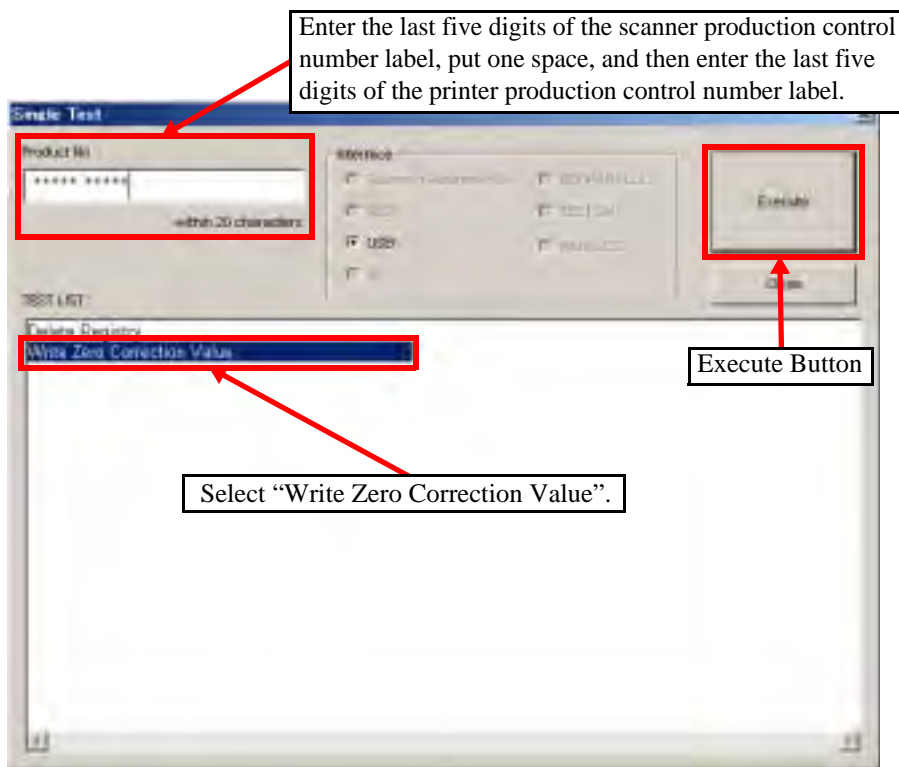 Enter the last five digits of the scanner production control
number label, put one space, and then enter the last five
digits of the printer production control number label.
Single Test
Product No
Interface
***** *****
Execute
within 20 characters
USB
Close
TEST LIST
Delete Registry
Write Zero Correction Value
Execute Button
Select “Write Zero Correction Value”.